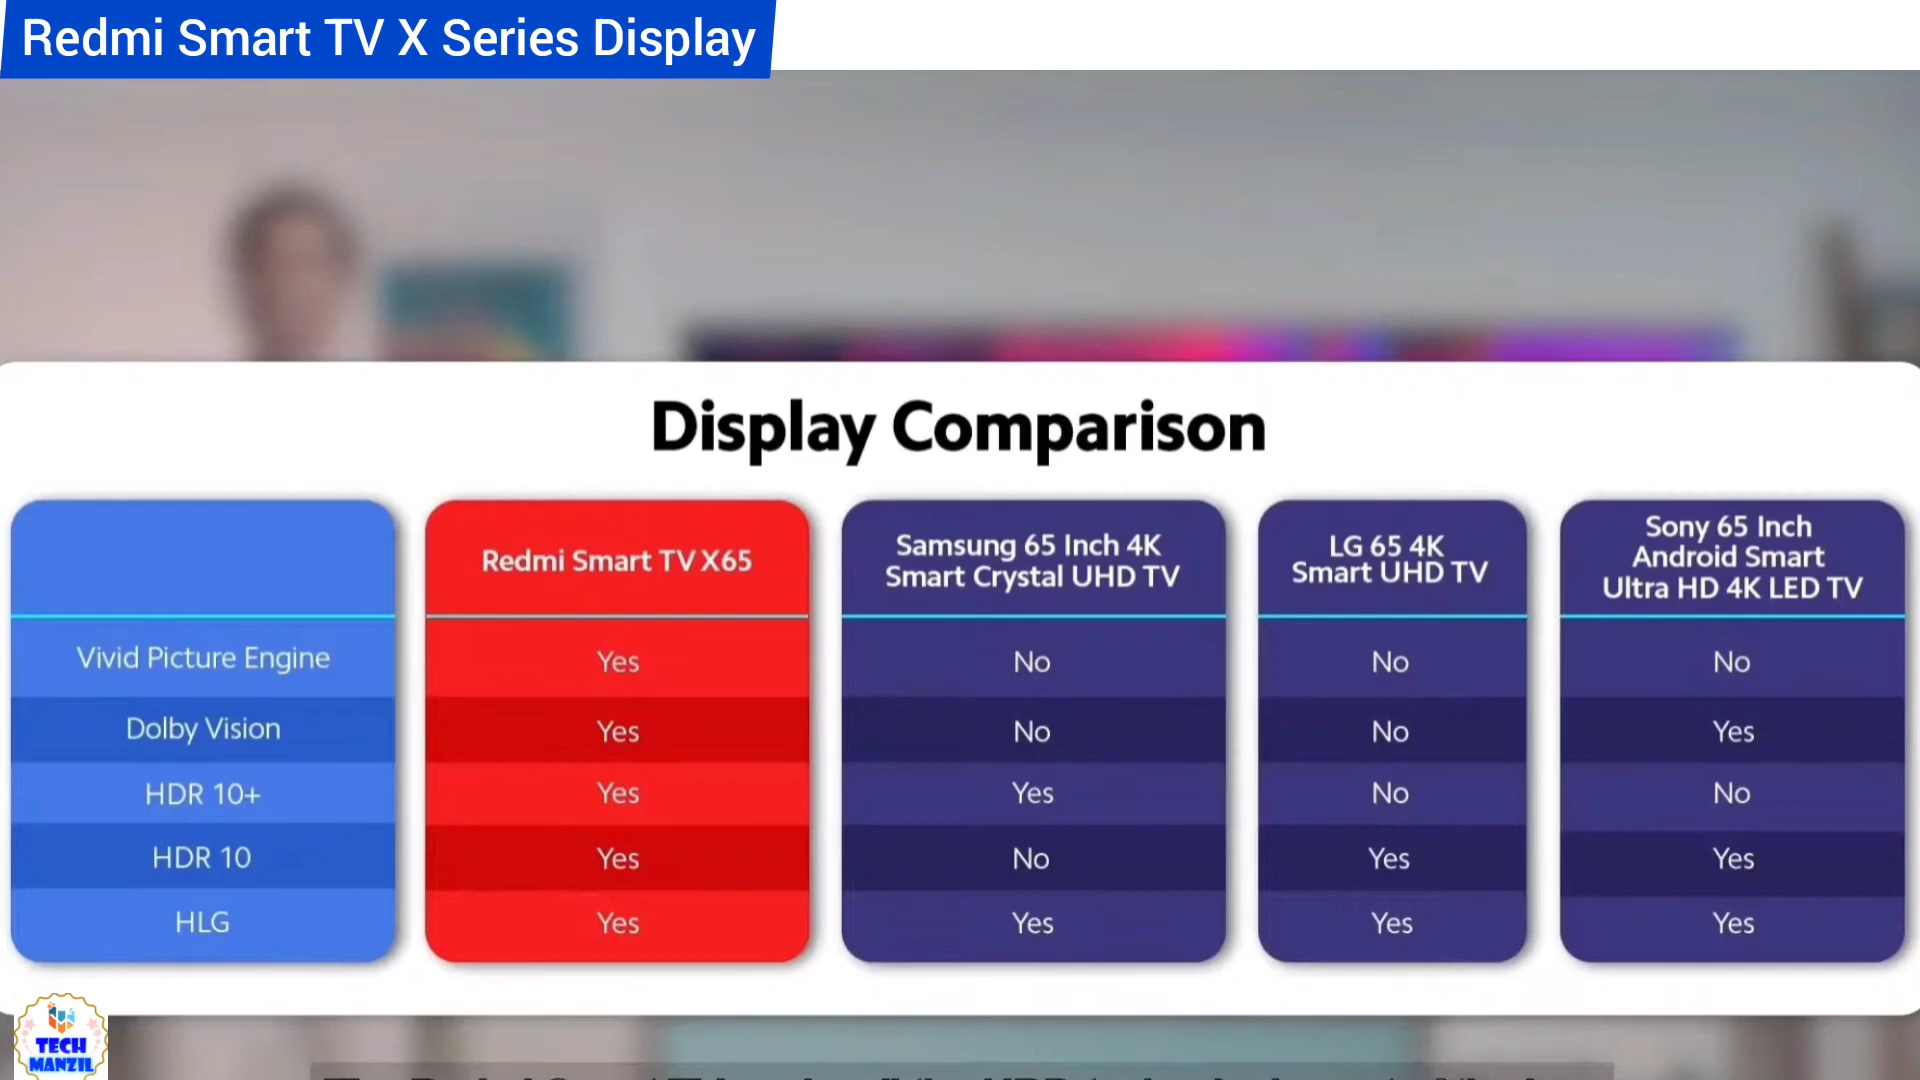 Redmi Smart TV X Series Display
Display Comparison
Redmi Smart TV X65
Samsung 65 Inch 4K
Smart Crystal UHD TV
LG 65 4K
Smart UHD TV
Sony 65 Inch
Android Smart
Ultra HD 4K LED TV
Vivid Picture Engine Yes No No No
Dolby Vision Yes No No Yes
HDR 10+ Yes Yes No No
HDR 10 Yes No Yes Yes
HLG Yes Yes Yes Yes
TECH
MANZIL